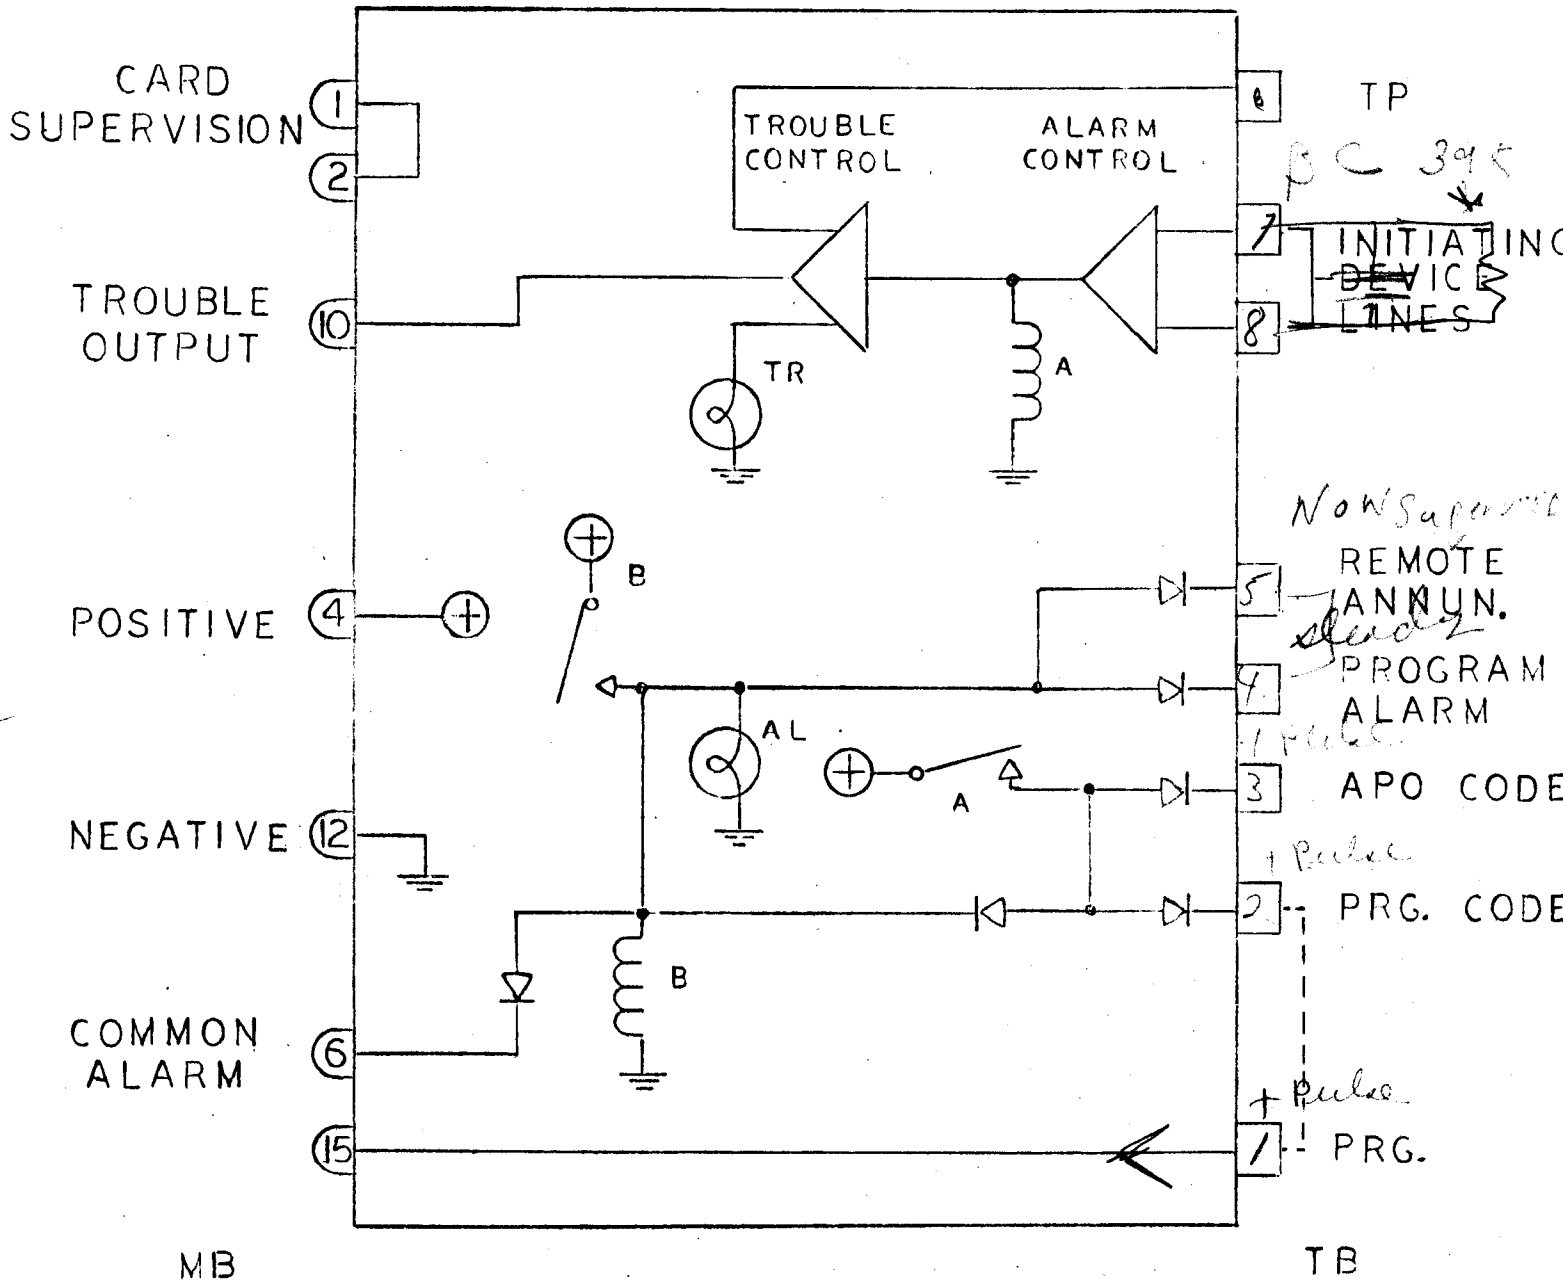 CARD
SUPERVISION
1
2
TROUBLE
OUTPUT
10
POSITIVE
4
NEGATIVE
12
COMMON
ALARM
6
15
MB
TROUBLE
CONTROL
ALARM
CONTROL
TR
A
B
AL
A
B
6
TP
7
INITIATING
DEVICE
LINES
8
5
REMOTE
ANNUN.
steady
4
PROGRAM
ALARM
3
APO CODE
+ Pulse
2
PRG. CODE
+ Pulse
1
PRG.
TB